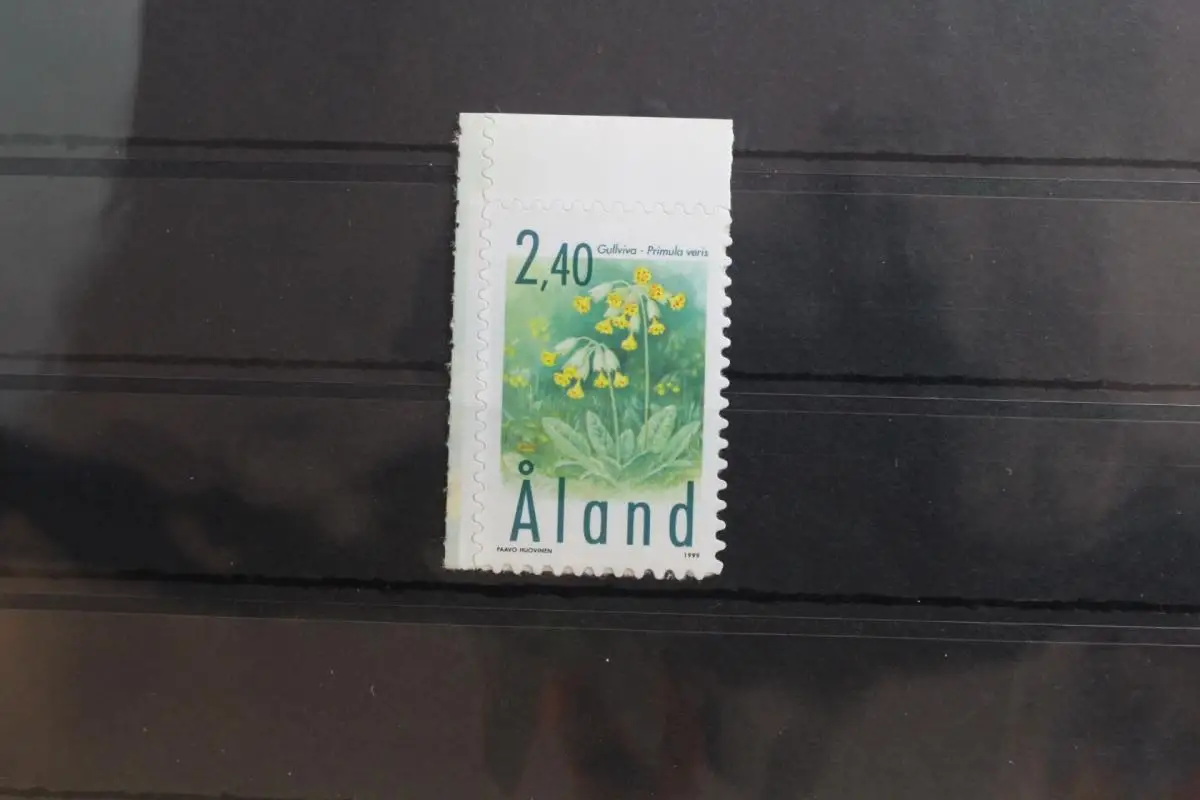 2,40
Gullviva - Primula veris
Åland
PAAVO HUOVINEN 1999